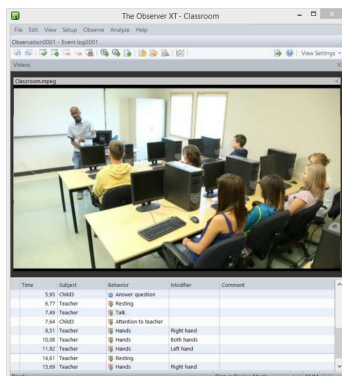 The Observer XT - Classroom
File Edit View Setup Observe Analyze Help
Observation0001 - Event log0001
View Settings
Videos
Classroom.mpeg
Time Subject Behavior Modifier Comment
5,95 Child3 Answer question
6,77 Teacher Resting
7,49 Teacher Talk
7,64 Child3 Attention to teacher
8,51 Teacher Hands Right hand
10,08 Teacher Hands Both hands
11,92 Teacher Hands Left hand
14,61 Teacher Resting
15,69 Teacher Hands Right hand